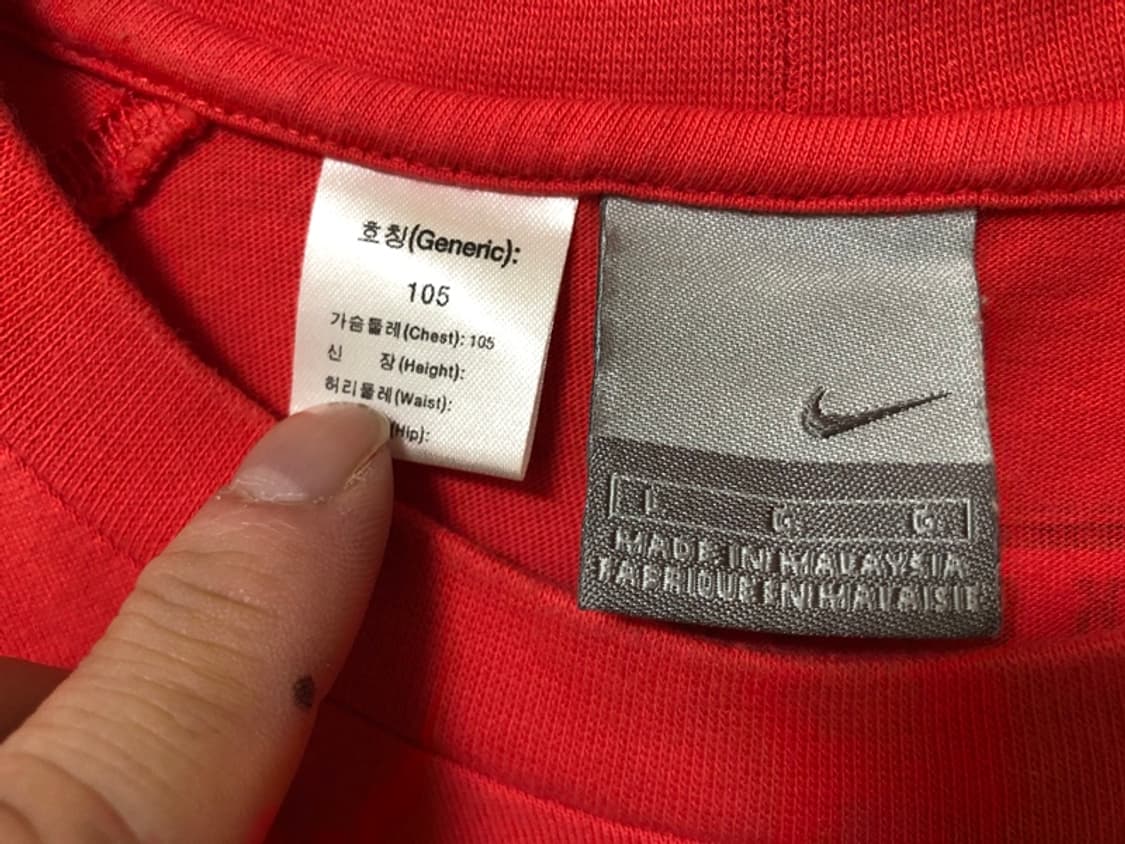 호칭(Generic):
105
가슴둘레(Chest): 105
신 장(Height):
허리둘레(Waist):
(Hip):
L G G
MADE IN MALAYSIA
FABRIQUE EN MALAISIE